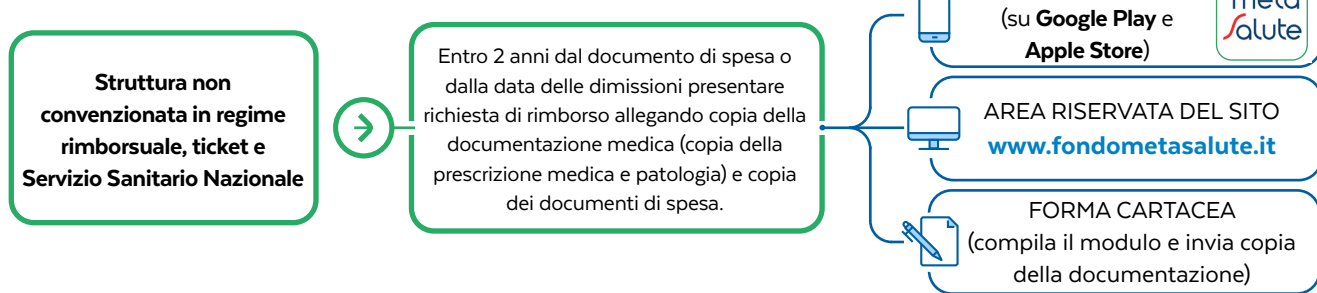 Struttura non
convenzionata in regime
rimborsuale, ticket e
Servizio Sanitario Nazionale
Entro 2 anni dal documento di spesa o
dalla data delle dimissioni presentare
richiesta di rimborso allegando copia della
documentazione medica (copia della
prescrizione medica e patologia) e copia
dei documenti di spesa.
(su Google Play e
Apple Store)
metà
Salute
AREA RISERVATA DEL SITO
www.fondometasalute.it
FORMA CARTACEA
(compila il modulo e invia copia
della documentazione)